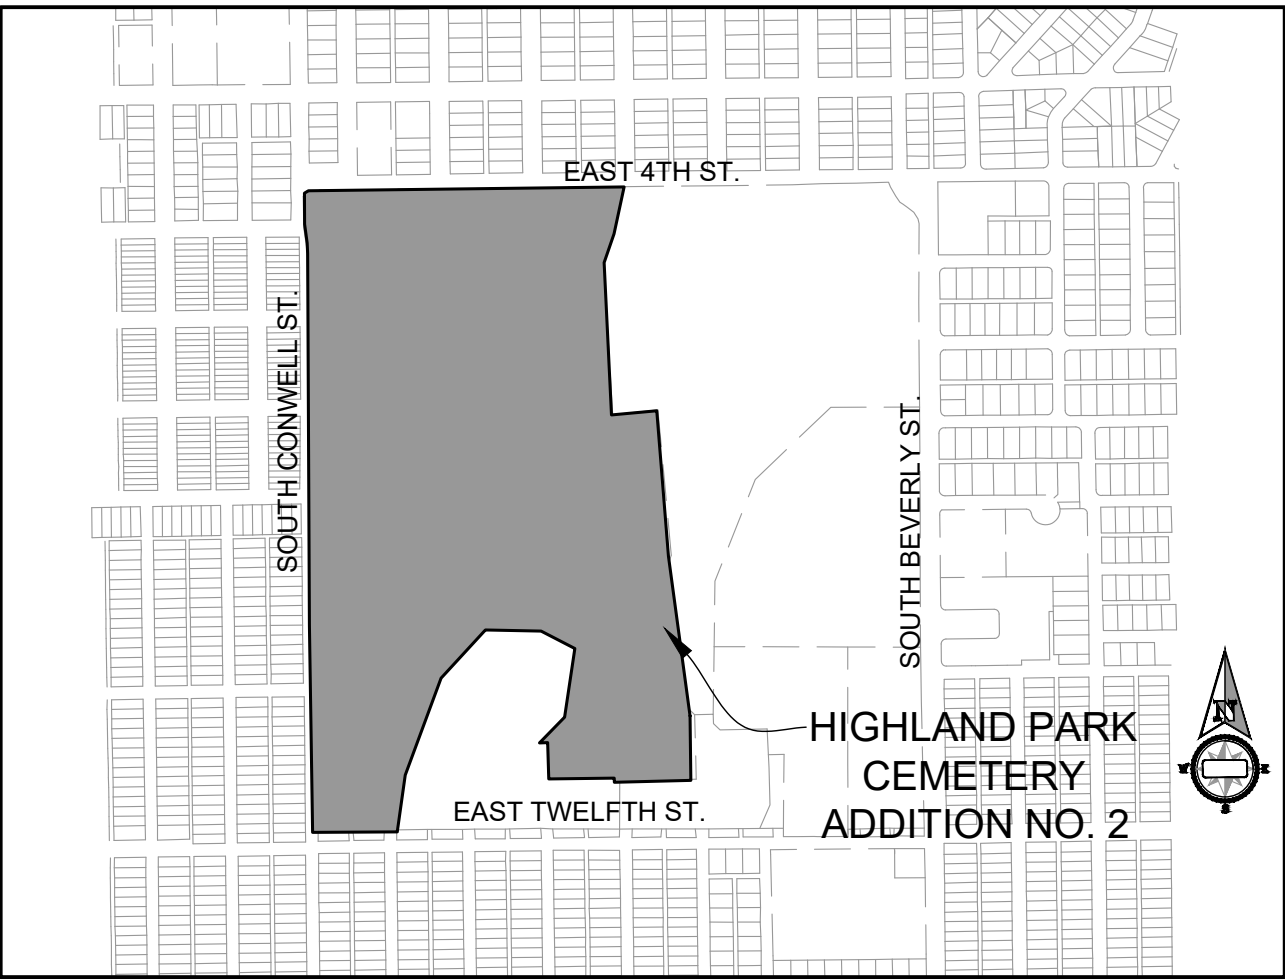 EAST 4TH ST.
SOUTH CONWELL ST.
SOUTH BEVERLY ST.
HIGHLAND PARK
CEMETERY
ADDITION NO. 2
EAST TWELFTH ST.
N
W
E
S